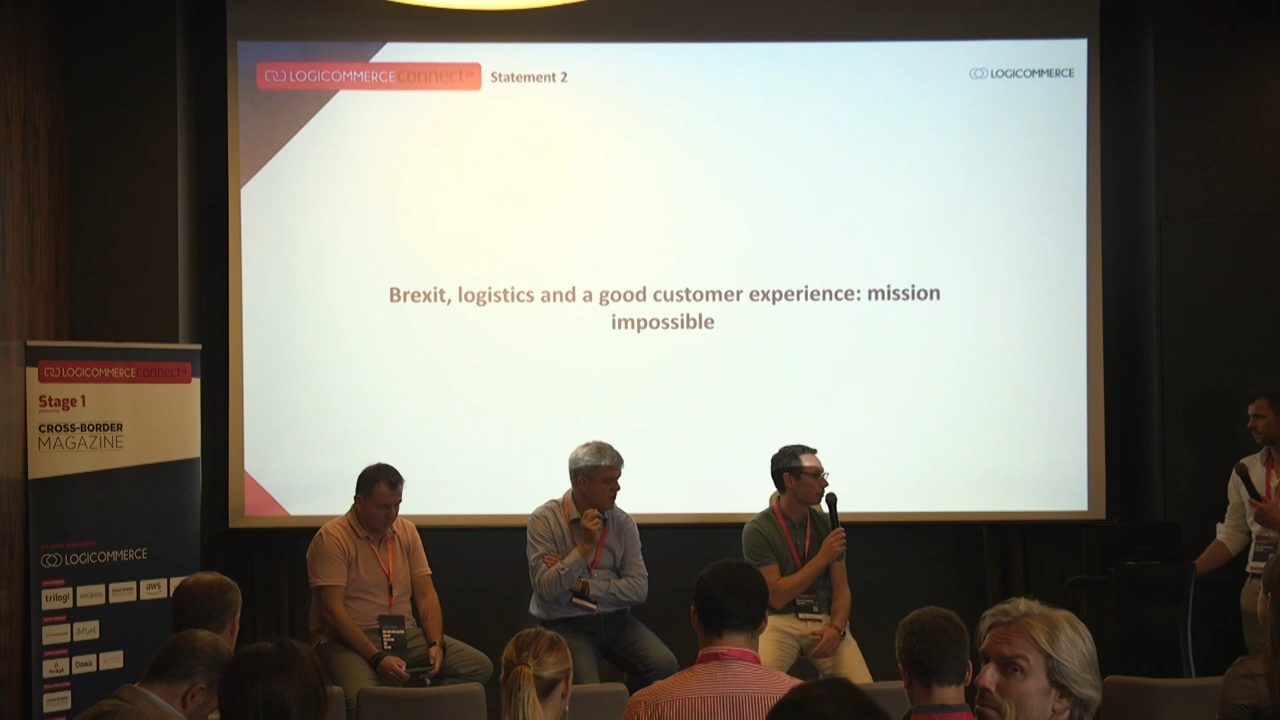 LOGICOMMERCE connect
Statement 2
LOGICOMMERCE
Brexit, logistics and a good customer experience: mission
impossible
LOGICOMMERCE connect
Stage 1
CROSS-BORDER
MAGAZINE
LOGICOMMERCE
trilogi
seQura
aws